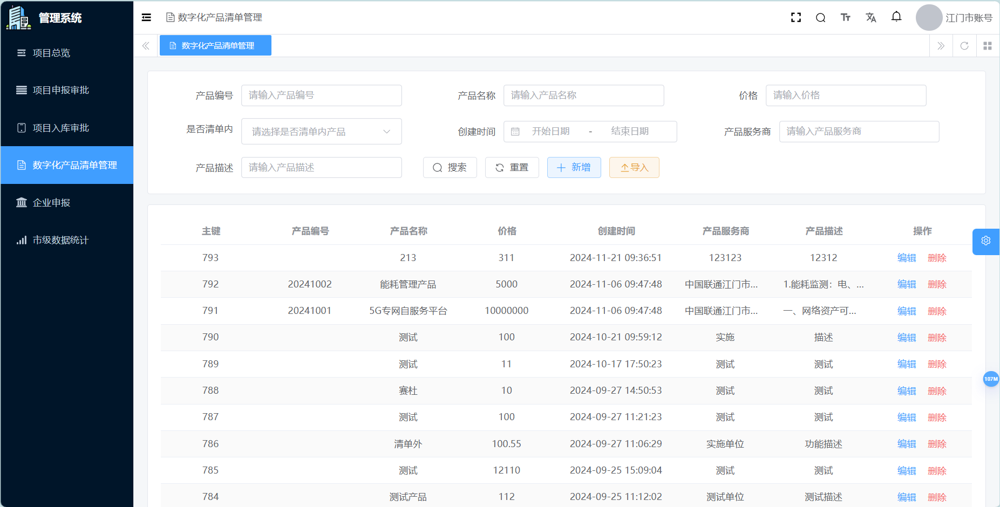 管理系统
数字化产品清单管理
江门市账号
数字化产品清单管理
项目总览
项目申报审批
项目入库审批
数字化产品清单管理
企业申报
市级数据统计
产品编号 请输入产品编号 产品名称 请输入产品名称 价格 请输入价格
是否清单内 请选择是否清单内产品 创建时间 开始日期 - 结束日期 产品服务商 请输入产品服务商
产品描述 请输入产品描述 搜索 重置 新增 导入
主键 产品编号 产品名称 价格 创建时间 产品服务商 产品描述 操作
793 213 311 2024-11-21 09:36:51 123123 12312 编辑 删除
792 20241002 能耗管理产品 5000 2024-11-06 09:47:48 中国联通江门市... 1.能耗监测：电、... 编辑 删除
791 20241001 5G专网自服务平台 10000000 2024-11-06 09:47:48 中国联通江门市... 一、网络资产可... 编辑 删除
790 测试 100 2024-10-21 09:59:12 实施 描述 编辑 删除
789 测试 11 2024-10-17 17:50:23 测试 测试 编辑 删除
788 赛杜 10 2024-09-27 14:50:53 测试 测试 编辑 删除
787 测试 100 2024-09-27 11:21:23 测试 测试 编辑 删除
786 清单外 100.55 2024-09-27 11:06:29 实施单位 功能描述 编辑 删除
785 测试 12110 2024-09-25 15:09:04 测试 测试 编辑 删除
784 测试产品 112 2024-09-25 11:12:02 测试单位 测试描述 编辑 删除
107M